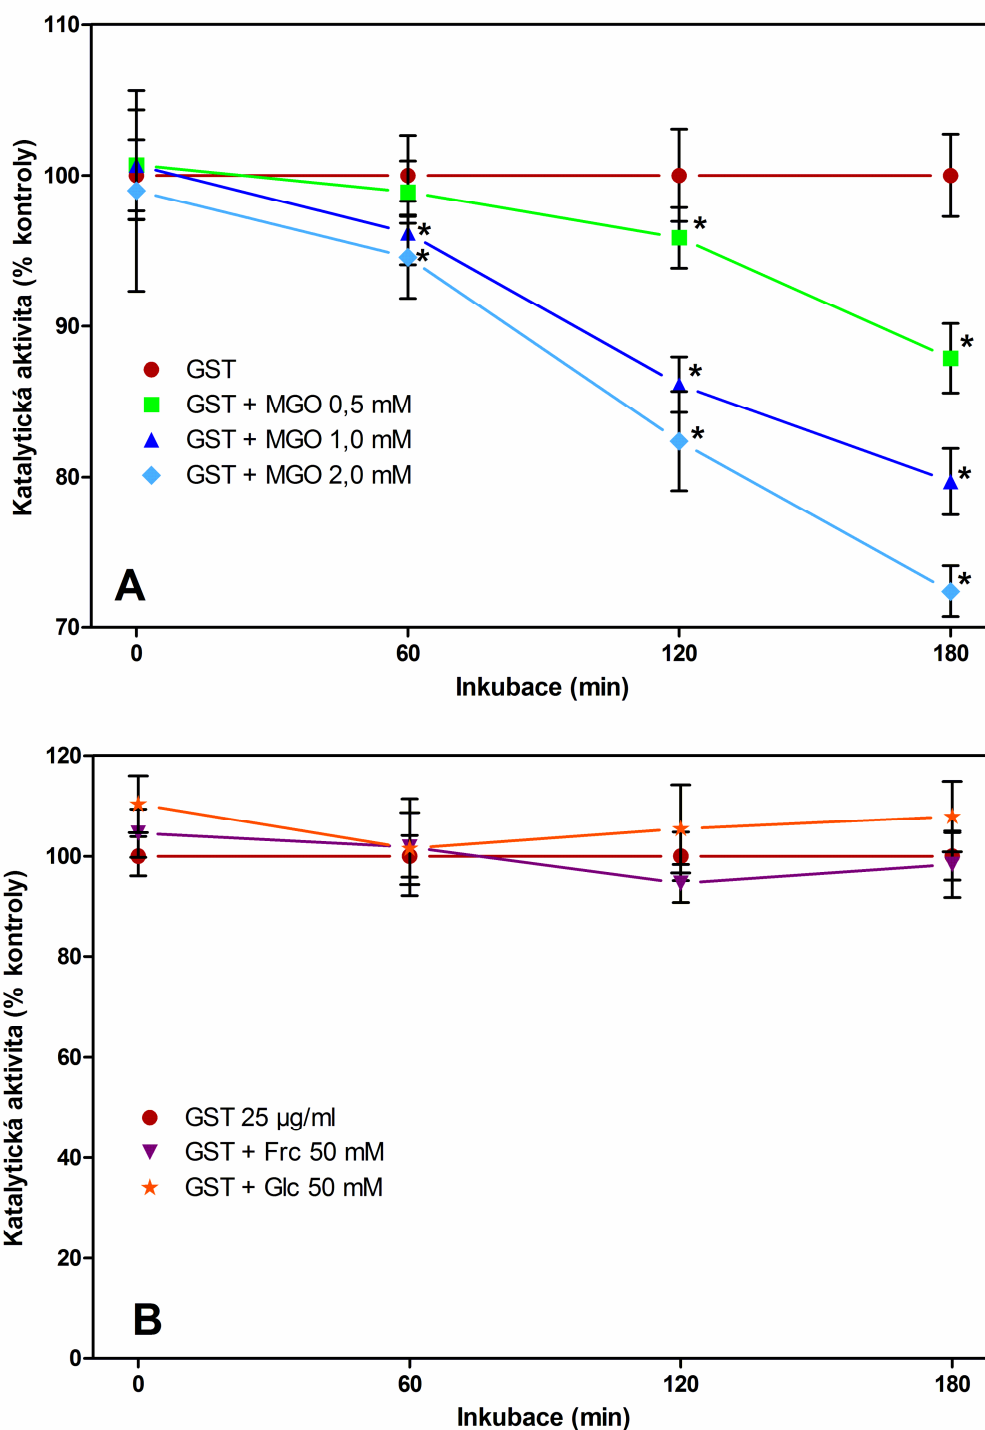 110
100
90
80
70
Katalytická aktivita (% kontroly)
*
*
*
*
*
*
*
*
GST
GST + MGO 0,5 mM
GST + MGO 1,0 mM
GST + MGO 2,0 mM
A
0
60
120
180
Inkubace (min)
120
100
80
60
40
20
0
Katalytická aktivita (% kontroly)
GST 25 µg/ml
GST + Frc 50 mM
GST + Glc 50 mM
B
0
60
120
180
Inkubace (min)